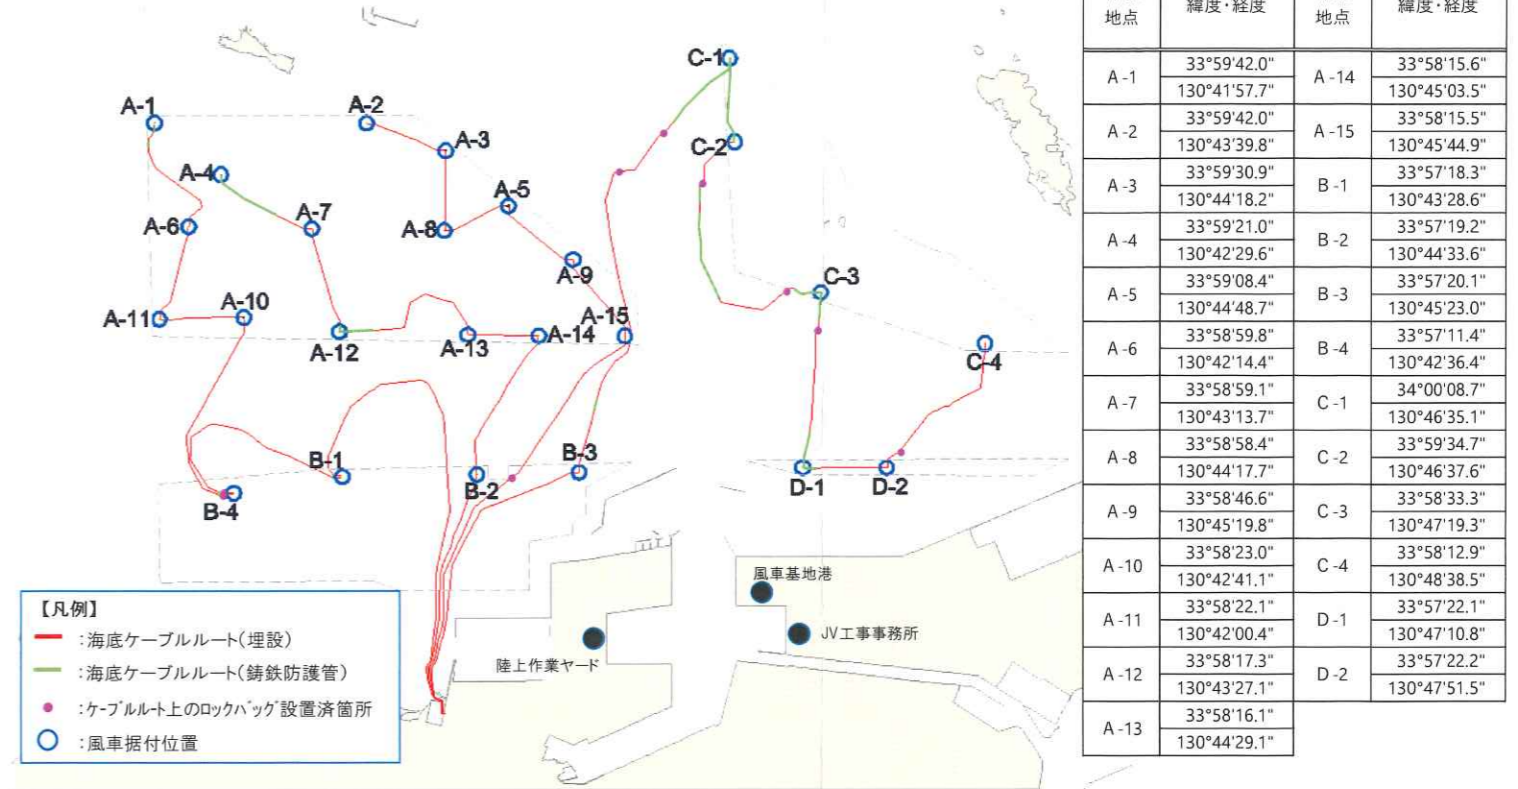 A-1
A-2
A-3
A-4
A-5
A-6
A-7
A-8
A-9
A-10
A-11
A-12
A-13
A-14
A-15
B-1
B-2
B-3
B-4
C-1
C-2
C-3
C-4
D-1
D-2
風車基地港
JV工事事務所
陸上作業ヤード
【凡例】
:海底ケーブルルート(埋設)
:海底ケーブルルート(鋳鉄防護管)
:ケーブルルート上のロックバッグ設置済箇所
:風車据付位置
地点 緯度・経度 地点 緯度・経度
A-1 33°59'42.0" A-14 33°58'15.6"
130°41'57.7" 130°45'03.5"
A-2 33°59'42.0" A-15 33°58'15.5"
130°43'39.8" 130°45'44.9"
A-3 33°59'30.9" B-1 33°57'18.3"
130°44'18.2" 130°43'28.6"
A-4 33°59'21.0" B-2 33°57'19.2"
130°42'29.6" 130°44'33.6"
A-5 33°59'08.4" B-3 33°57'20.1"
130°44'48.7" 130°45'23.0"
A-6 33°58'59.8" B-4 33°57'11.4"
130°42'14.4" 130°42'36.4"
A-7 33°58'59.1" C-1 34°00'08.7"
130°43'13.7" 130°46'35.1"
A-8 33°58'58.4" C-2 33°59'34.7"
130°44'17.7" 130°46'37.6"
A-9 33°58'46.6" C-3 33°58'33.3"
130°45'19.8" 130°47'19.3"
A-10 33°58'23.0" C-4 33°58'12.9"
130°42'41.1" 130°48'38.5"
A-11 33°58'22.1" D-1 33°57'22.1"
130°42'00.4" 130°47'10.8"
A-12 33°58'17.3" D-2 33°57'22.2"
130°43'27.1" 130°47'51.5"
A-13 33°58'16.1"
130°44'29.1"